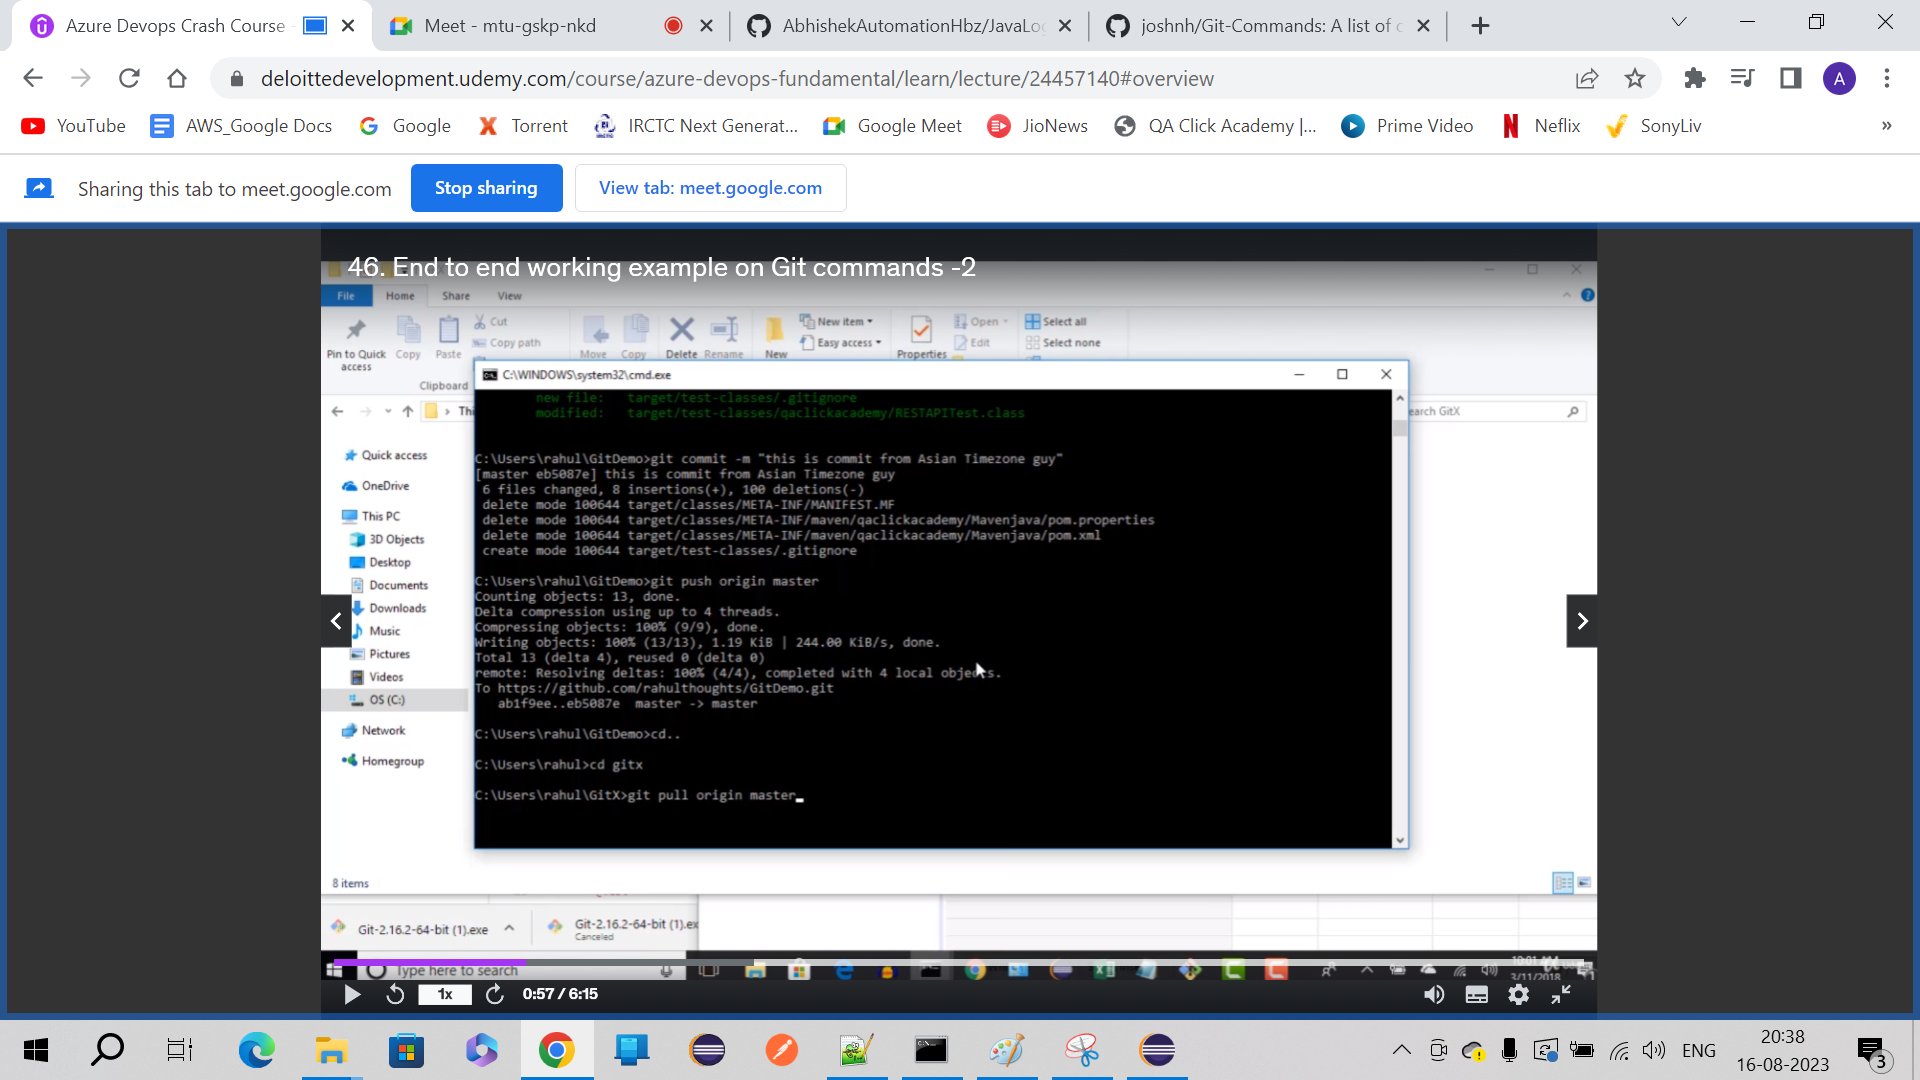 Azure Devops Crash Course
Meet - mtu-gskp-nkd
AbhishekAutomationHbz/JavaLo
joshnh/Git-Commands: A list of c
deloittedevelopment.udemy.com/course/azure-devops-fundamental/learn/lecture/24457140#overview
A
YouTube
AWS_Google Docs
Google
Torrent
IRCTC Next Generat...
Google Meet
JioNews
QA Click Academy |...
Prime Video
Neflix
SonyLiv
»
Sharing this tab to meet.google.com
Stop sharing
View tab: meet.google.com
46. End to end working example on Git commands -2
File
Home
Share
View
Pin to Quick access
Copy
Paste
Cut
Copy path
Move
Copy
Delete
Rename
New
New item
Easy access
Properties
Open
Edit
Select all
Select none
Clipboard
C:\WINDOWS\system32\cmd.exe
earch GitX
Quick access
OneDrive
This PC
3D Objects
Desktop
Documents
Downloads
Music
Pictures
Videos
OS (C:)
Network
Homegroup
new file: target/test-classes/.gitignore
modified: target/test-classes/qaclickacademy/RESTAPITest.class
C:\Users\rahul\GitDemo>git commit -m "this is commit from Asian Timezone guy"
[master eb5087e] this is commit from Asian Timezone guy
6 files changed, 8 insertions(+), 100 deletions(-)
delete mode 100644 target/classes/META-INF/MANIFEST.MF
delete mode 100644 target/classes/META-INF/maven/qaclickacademy/Mavenjava/pom.properties
delete mode 100644 target/classes/META-INF/maven/qaclickacademy/Mavenjava/pom.xml
create mode 100644 target/test-classes/.gitignore
C:\Users\rahul\GitDemo>git push origin master
Counting objects: 13, done.
Delta compression using up to 4 threads.
Compressing objects: 100% (9/9), done.
Writing objects: 100% (13/13), 1.19 KiB | 244.00 KiB/s, done.
Total 13 (delta 4), reused 0 (delta 0)
remote: Resolving deltas: 100% (4/4), completed with 4 local objects.
To https://github.com/rahulthoughts/GitDemo.git
ab1f9ee..eb5087e master -> master
C:\Users\rahul\GitDemo>cd..
C:\Users\rahul>cd gitx
C:\Users\rahul\GitX>git pull origin master
8 items
Git-2.16.2-64-bit (1).exe
Git-2.16.2-64-bit (1).ex
Canceled
Type here to search
3/11/2018
1x
0:57 / 6:15
ENG
20:38
16-08-2023
3